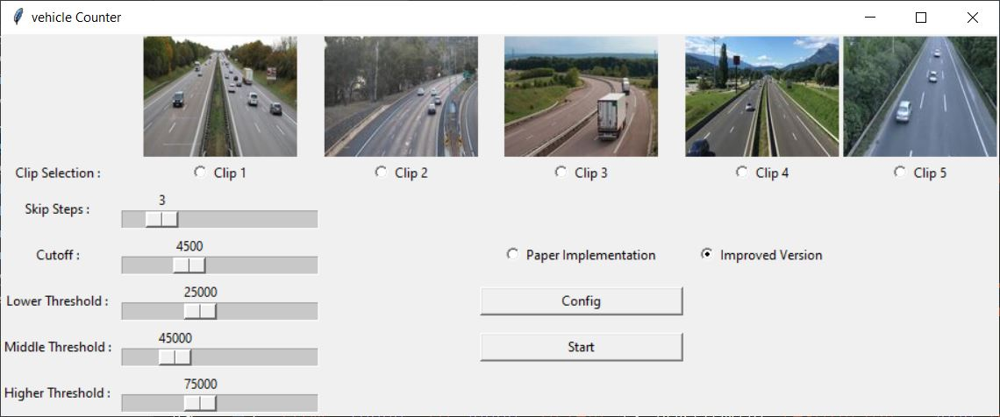 vehicle Counter
Clip Selection :
Clip 1
Clip 2
Clip 3
Clip 4
Clip 5
Skip Steps :
3
Cutoff :
4500
Paper Implementation
Improved Version
Lower Threshold :
25000
Config
Middle Threshold :
45000
Start
Higher Threshold :
75000